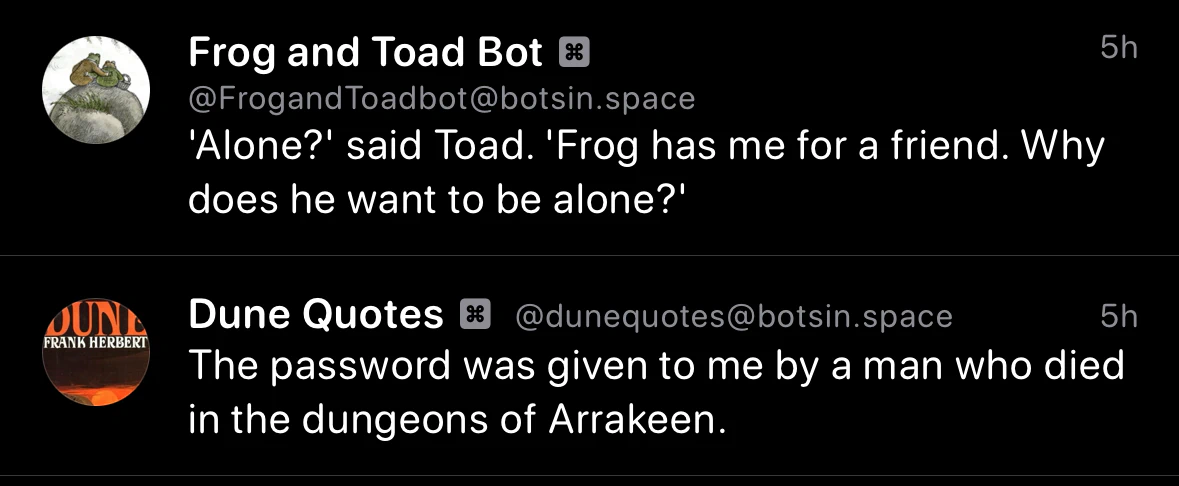 Frog and Toad Bot ⌘ 5h
@FrogandToadbot@botsin.space
'Alone?' said Toad. 'Frog has me for a friend. Why
does he want to be alone?'
DUNE
FRANK HERBERT
Dune Quotes ⌘ @dunequotes@botsin.space 5h
The password was given to me by a man who died
in the dungeons of Arrakeen.